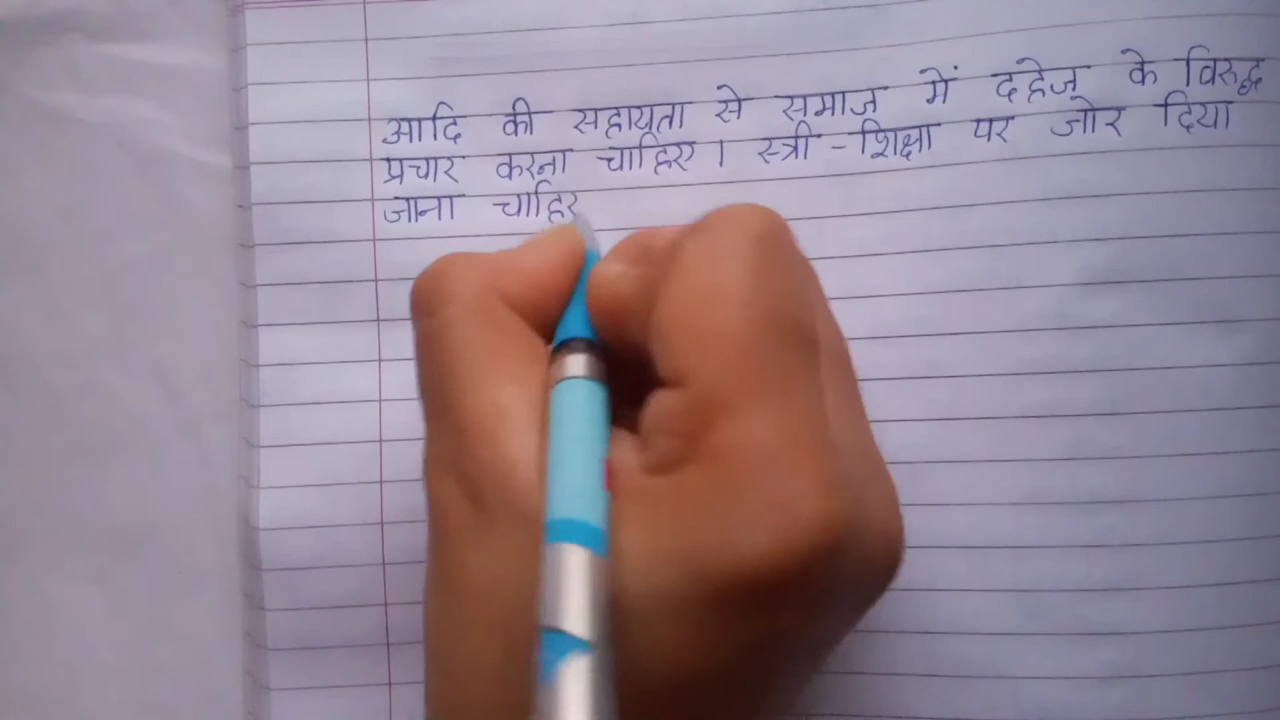 आदि की सहायता से समाज में दहेज के विरुद्ध
प्रचार करना चाहिए । स्त्री - शिक्षा पर जोर दिया
जाना चाहिए